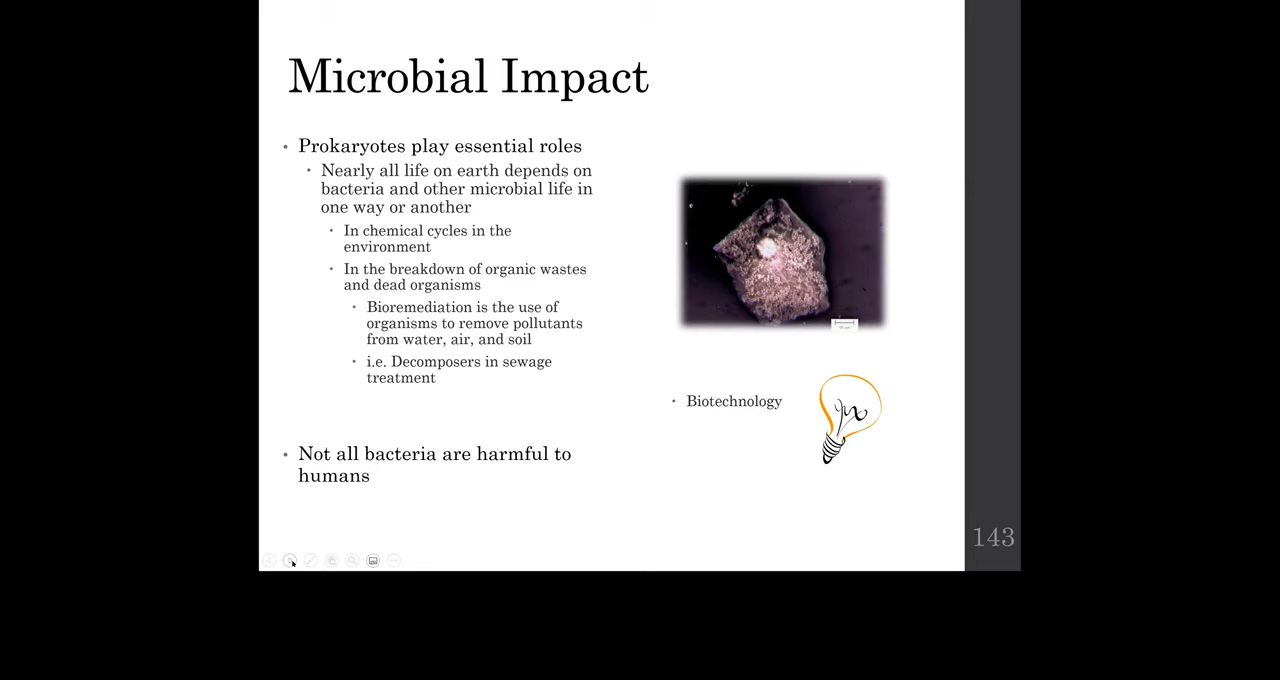 Microbial Impact
• Prokaryotes play essential roles
• Nearly all life on earth depends on
bacteria and other microbial life in
one way or another
• In chemical cycles in the
environment
• In the breakdown of organic wastes
and dead organisms
• Bioremediation is the use of
organisms to remove pollutants
from water, air, and soil
• i.e. Decomposers in sewage
treatment
• Not all bacteria are harmful to
humans
• Biotechnology
143